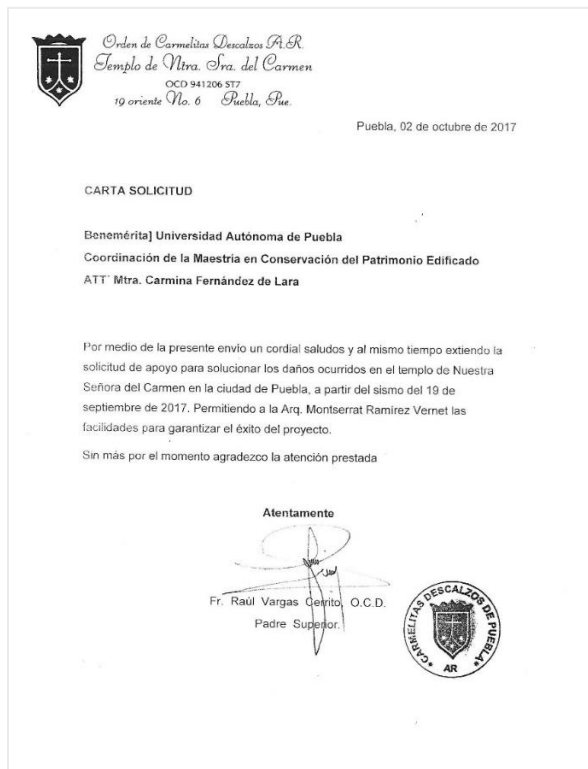 Orden de Carmelitas Descalzos A.R.
Templo de Ntra. Sra. del Carmen
OCD 941206 ST7
19 oriente No. 6 Puebla, Pue.
Puebla, 02 de octubre de 2017
CARTA SOLICITUD
Benemérita] Universidad Autónoma de Puebla
Coordinación de la Maestría en Conservación del Patrimonio Edificado
ATT´ Mtra. Carmina Fernández de Lara
Por medio de la presente envío un cordial saludos y al mismo tiempo extiendo la
solicitud de apoyo para solucionar los daños ocurridos en el templo de Nuestra
Señora del Carmen en la ciudad de Puebla, a partir del sismo del 19 de
septiembre de 2017. Permitiendo a la Arq. Montserrat Ramírez Vernet las
facilidades para garantizar el éxito del proyecto.
Sin más por el momento agradezco la atención prestada
Atentamente
Fr. Raúl Vargas Cerrito, O.C.D.
Padre Superior.
*CARMELITAS DESCALZOS DE PUEBLA*
AR